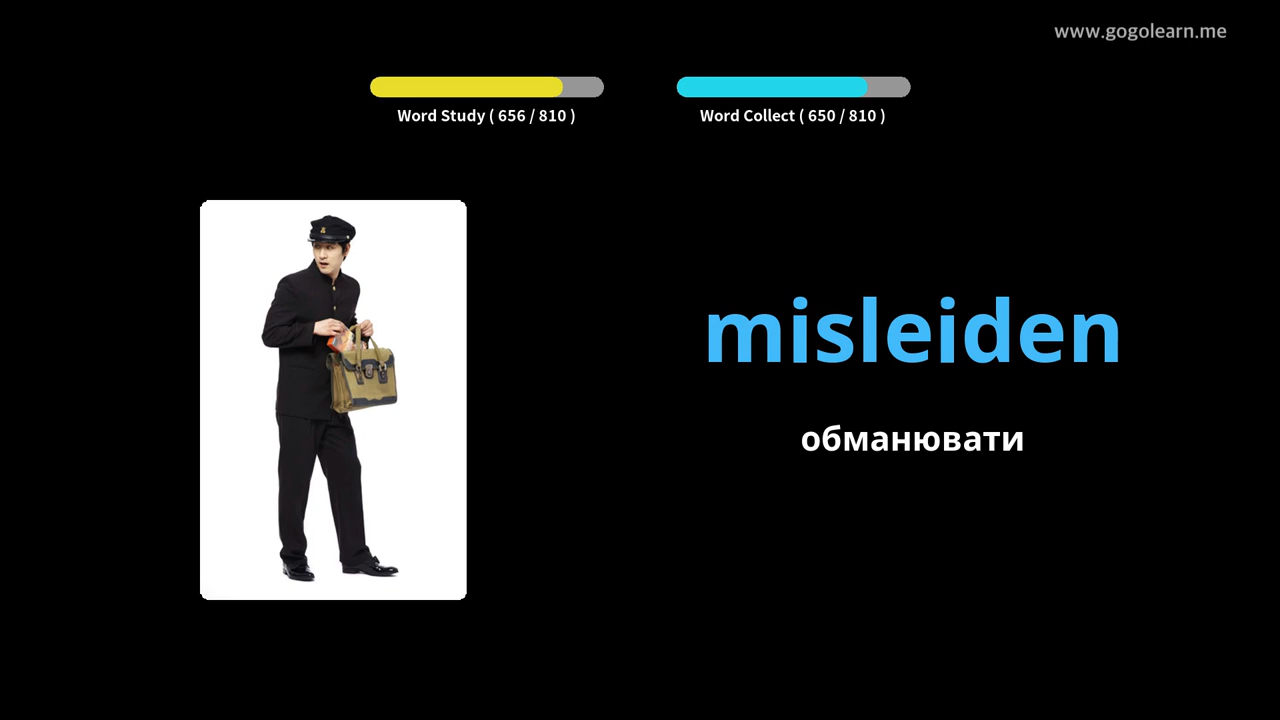 www.gogolearn.me
Word Study ( 656 / 810 )
Word Collect ( 650 / 810 )
misleiden
обманювати